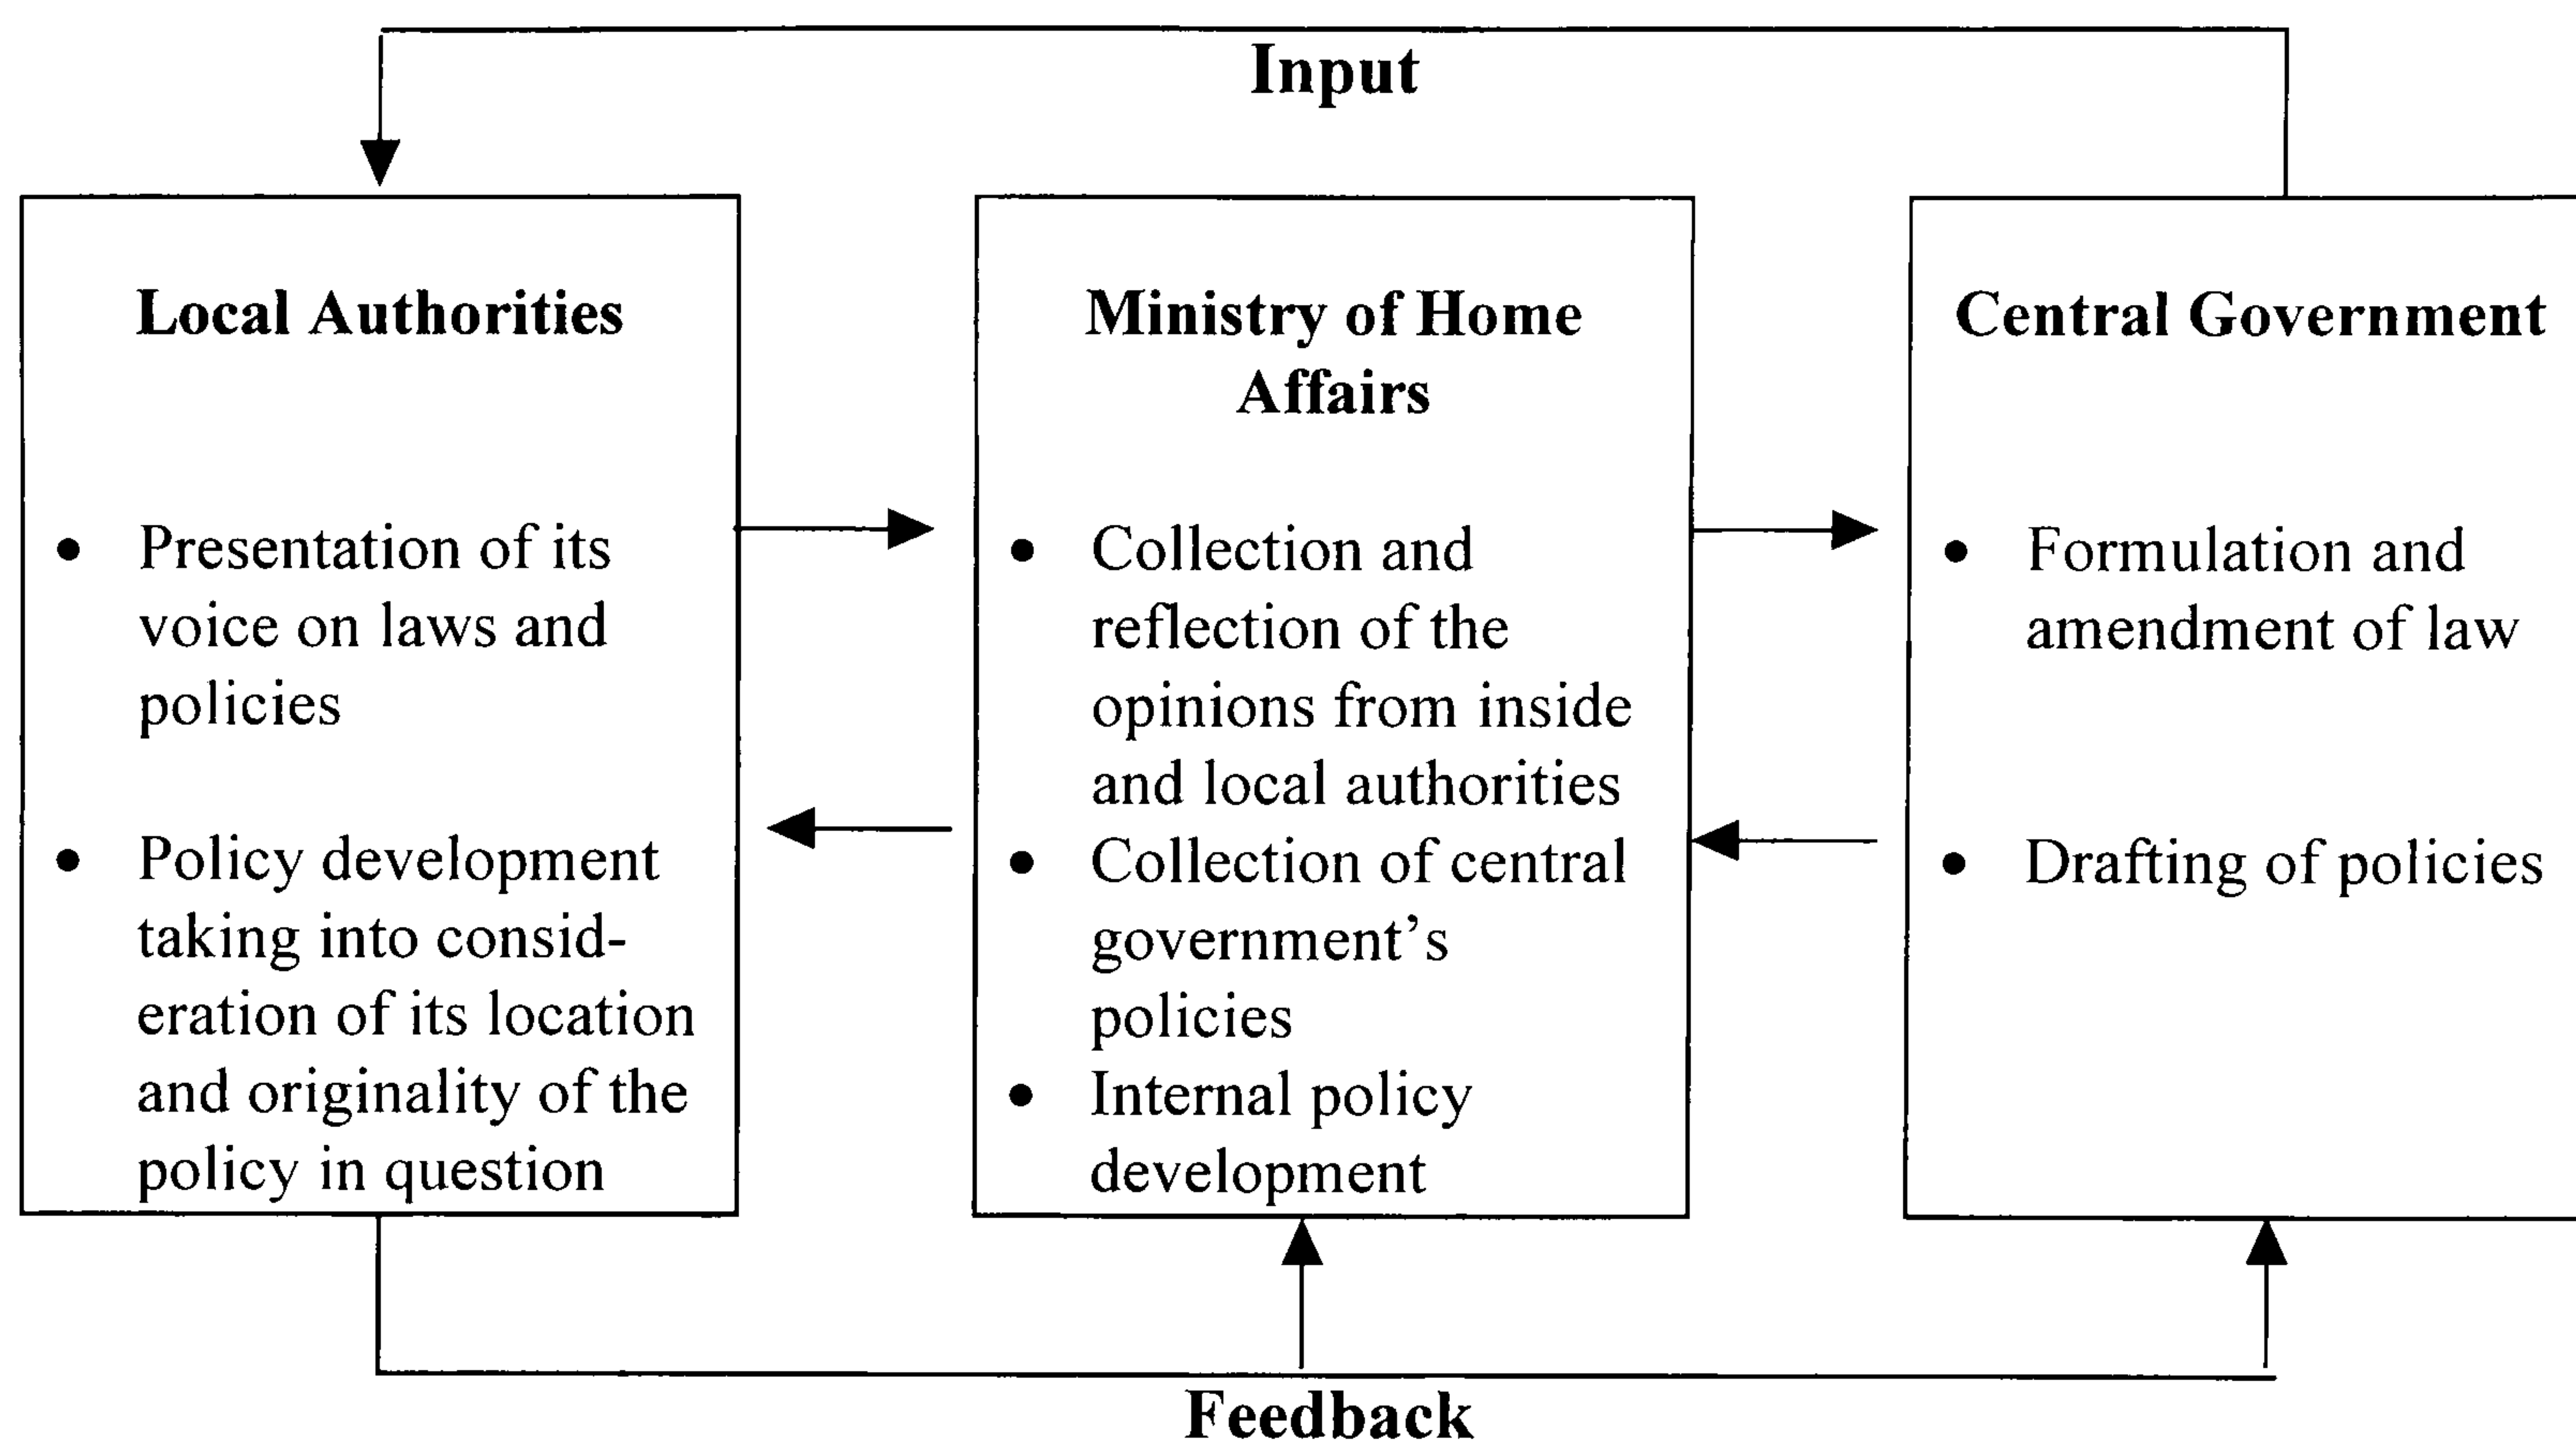 Input
Local Authorities
• Presentation of its
voice on laws and
policies
• Policy development
taking into consid-
eration of its location
and originality of the
policy in question
Ministry of Home
Affairs
• Collection and
reflection of the
opinions from inside
and local authorities
• Collection of central
government’s
policies
• Internal policy
development
Central Government
• Formulation and
amendment of law
• Drafting of policies
Feedback